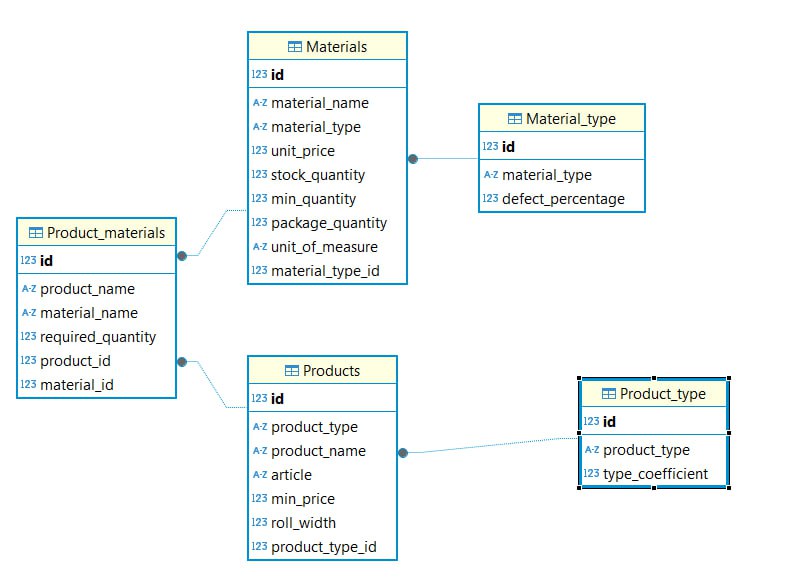 Materials
123 id
A-Z material_name
A-Z material_type
123 unit_price
123 stock_quantity
123 min_quantity
123 package_quantity
A-Z unit_of_measure
123 material_type_id
Material_type
123 id
A-Z material_type
123 defect_percentage
Product_materials
123 id
A-Z product_name
A-Z material_name
123 required_quantity
123 product_id
123 material_id
Products
123 id
A-Z product_type
A-Z product_name
A-Z article
123 min_price
123 roll_width
123 product_type_id
Product_type
123 id
A-Z product_type
123 type_coefficient